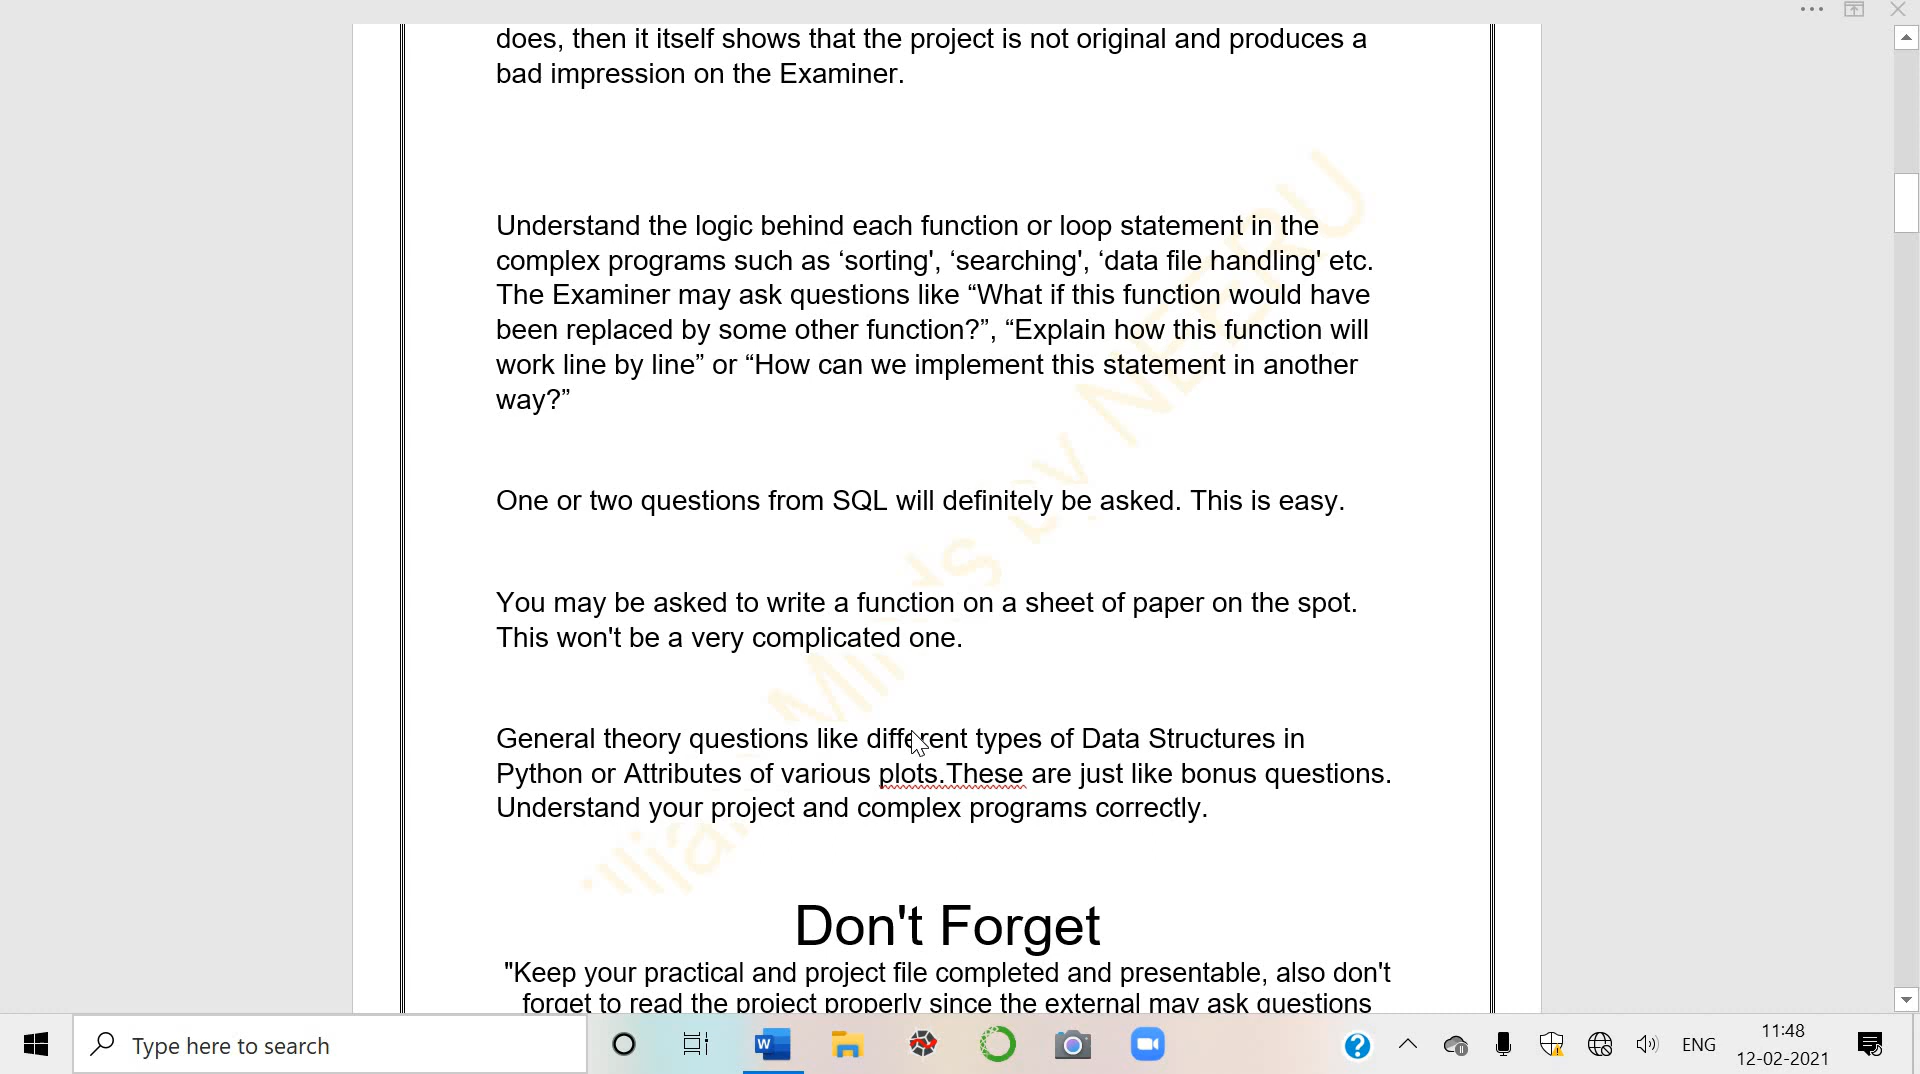 does, then it itself shows that the project is not original and produces a
bad impression on the Examiner.
Understand the logic behind each function or loop statement in the
complex programs such as ‘sorting', ‘searching', ‘data file handling' etc.
The Examiner may ask questions like “What if this function would have
been replaced by some other function?”, “Explain how this function will
work line by line” or “How can we implement this statement in another
way?”
One or two questions from SQL will definitely be asked. This is easy.
You may be asked to write a function on a sheet of paper on the spot.
This won't be a very complicated one.
General theory questions like different types of Data Structures in
Python or Attributes of various plots.These are just like bonus questions.
Understand your project and complex programs correctly.
Don't Forget
"Keep your practical and project file completed and presentable, also don't
forget to read the project properly since the external may ask questions
Minds by NEERU
Type here to search
ENG
11:48
12-02-2021